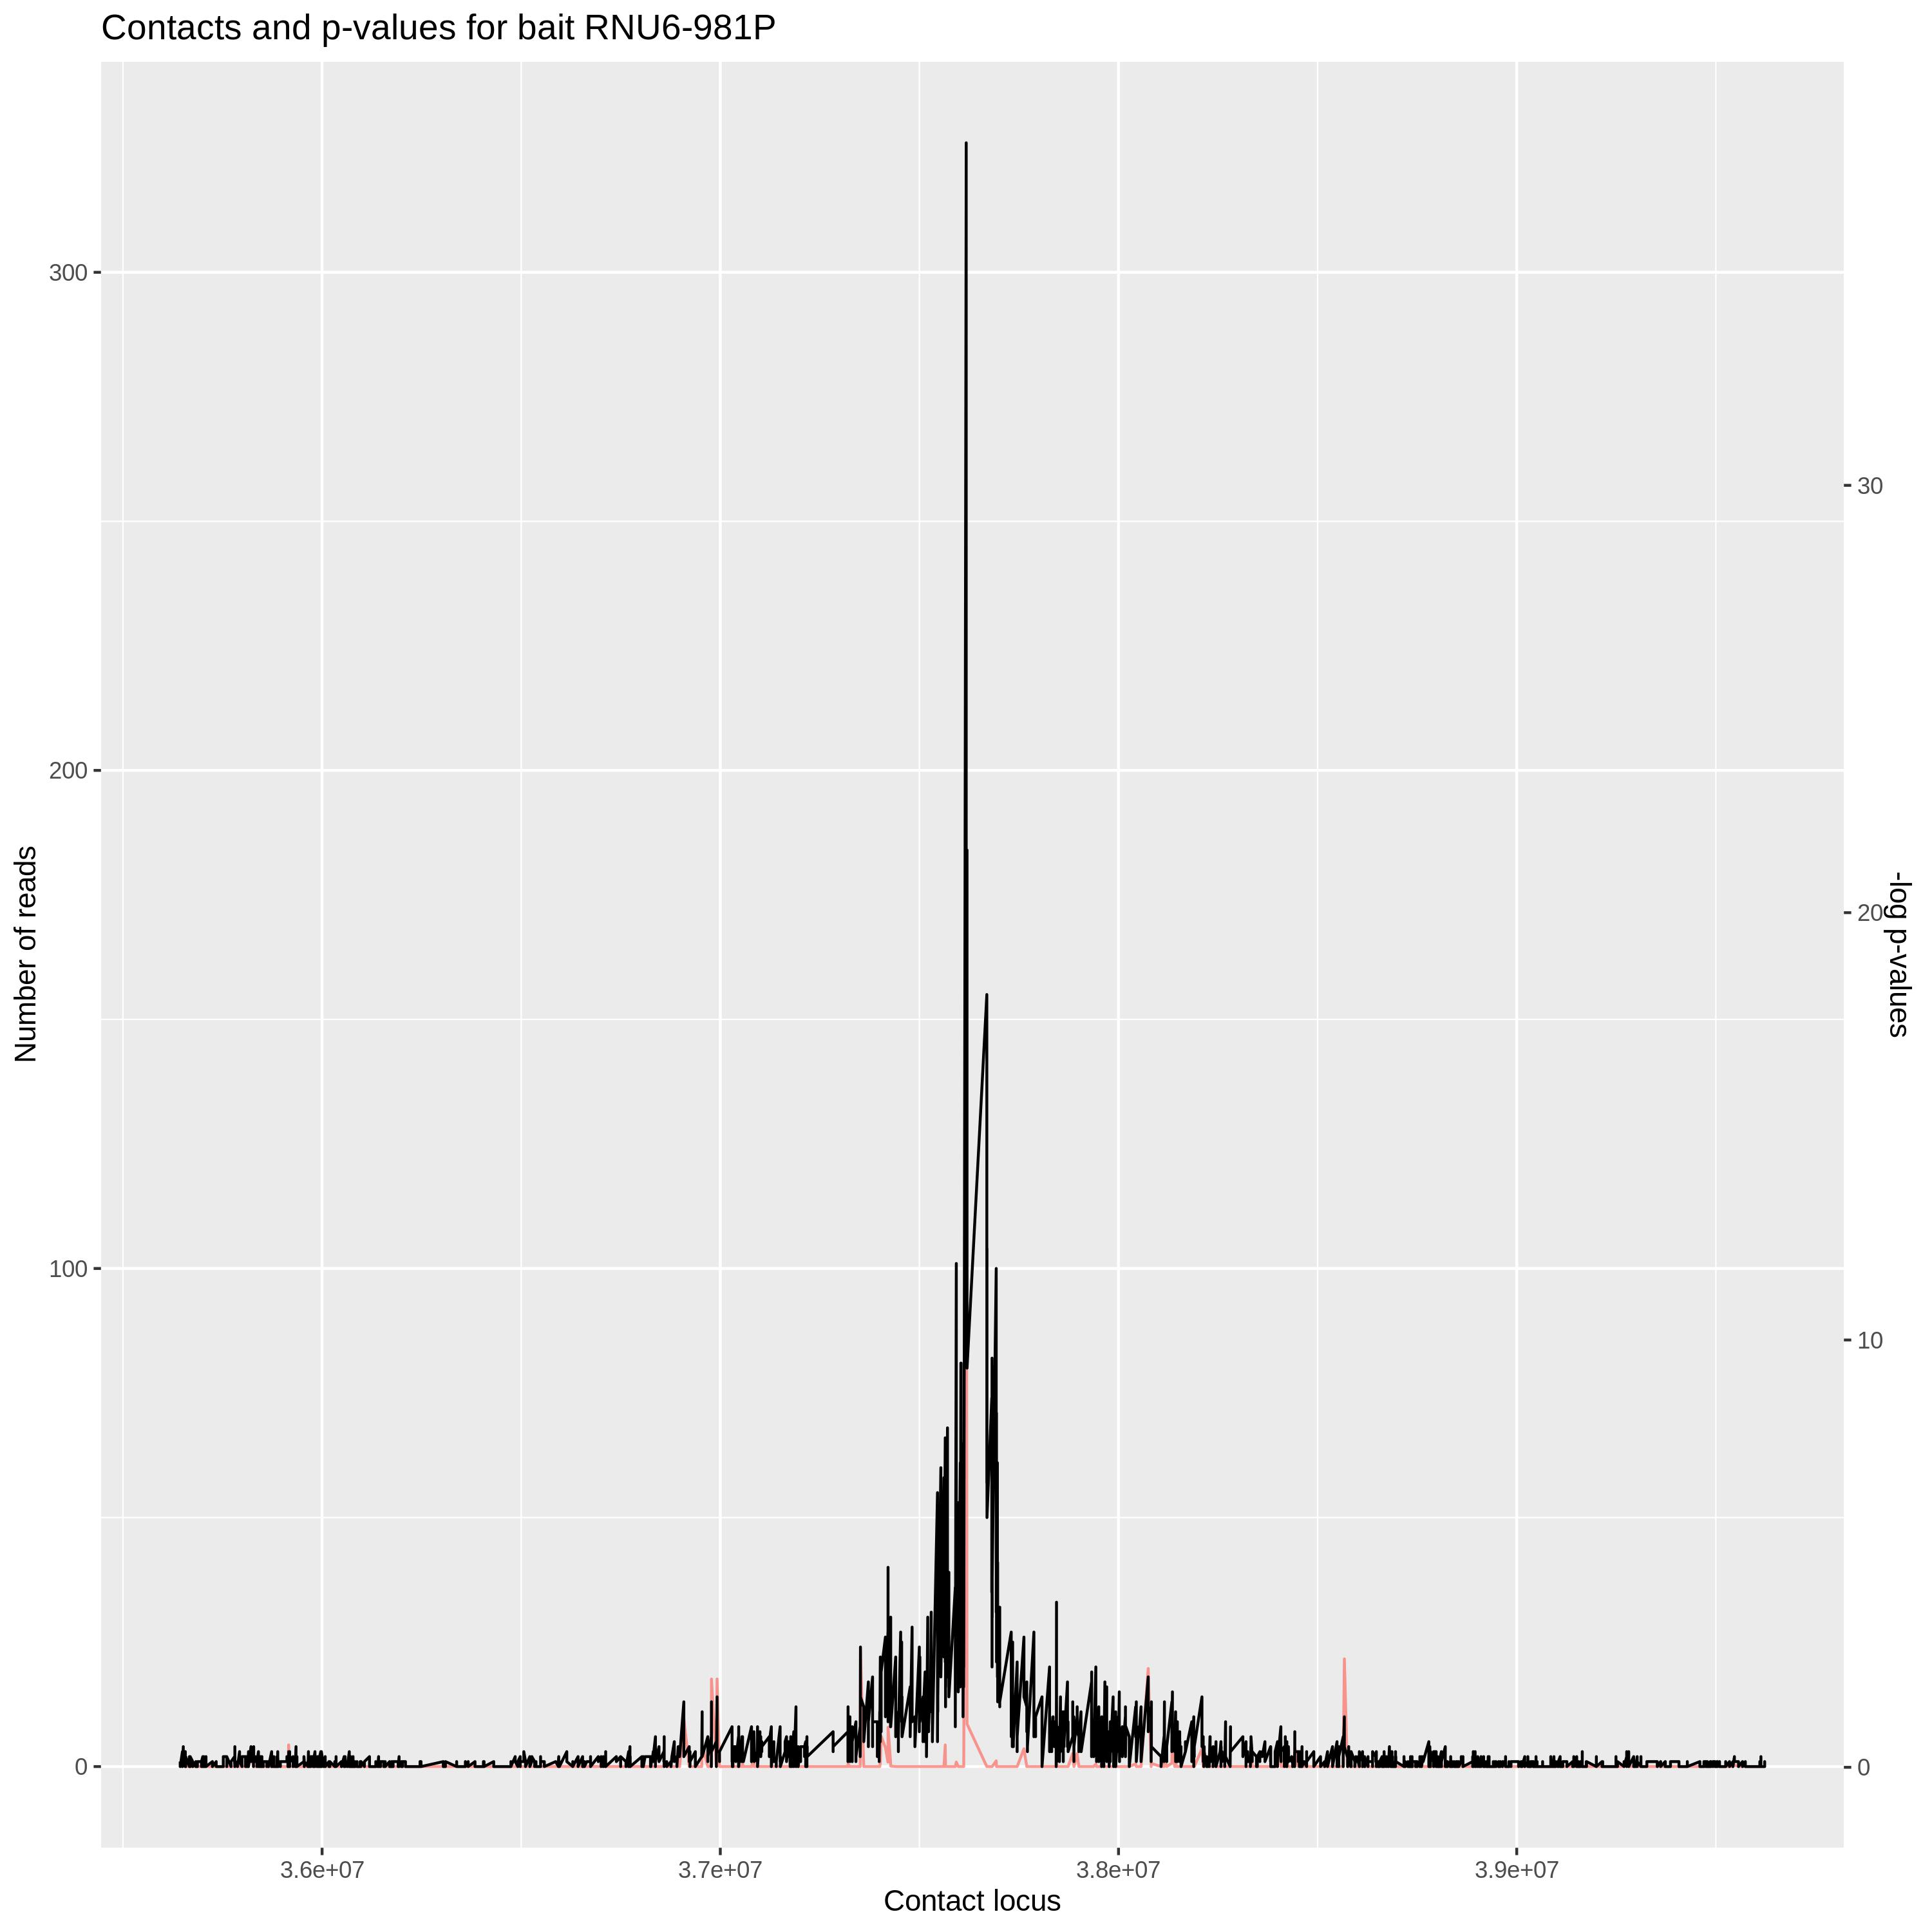 Contacts and p-values for bait RNU6-981P
Number of reads
300
200
100
0
30
20
10
0
-log p-values
3.6e+07
3.7e+07
3.8e+07
3.9e+07
Contact locus